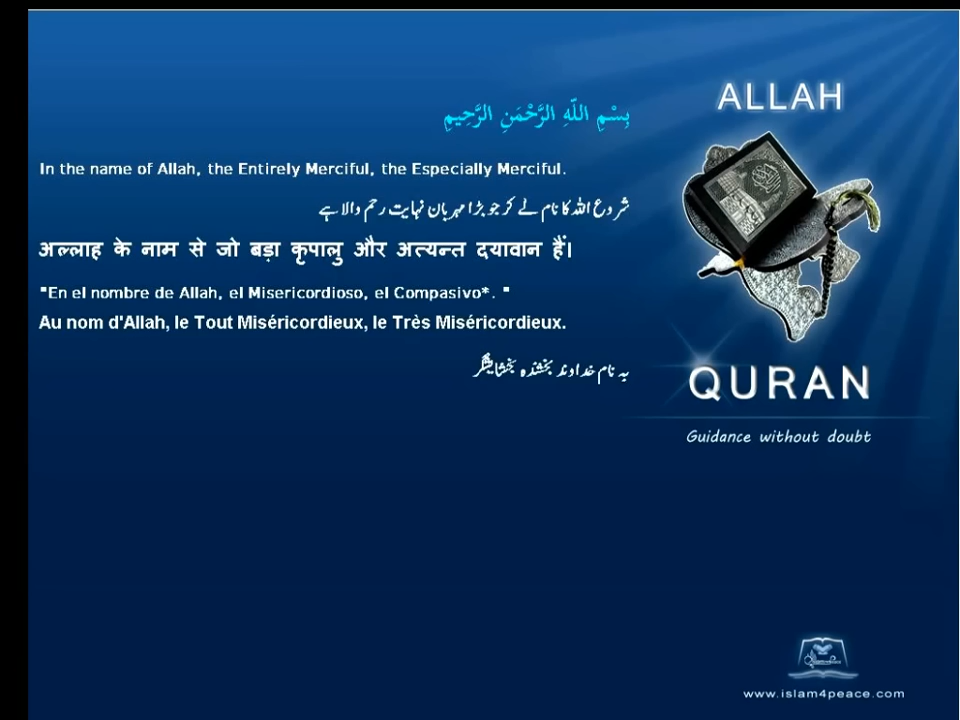 بِسْمِ اللّهِ الرَّحْمَنِ الرَّحِيمِ
In the name of Allah, the Entirely Merciful, the Especially Merciful.
شروع الله کا نام لے کر جو بڑا مہربان نہایت رحم والا ہے
अल्लाह के नाम से जो बड़ा कृपालु और अत्यन्त दयावान हैं।
"En el nombre de Allah, el Misericordioso, el Compasivo*. "
Au nom d'Allah, le Tout Miséricordieux, le Très Miséricordieux.
به نام خداوند بخشنده بخشایشگر
ALLAH
QURAN
Guidance without doubt
www.islam4peace.com